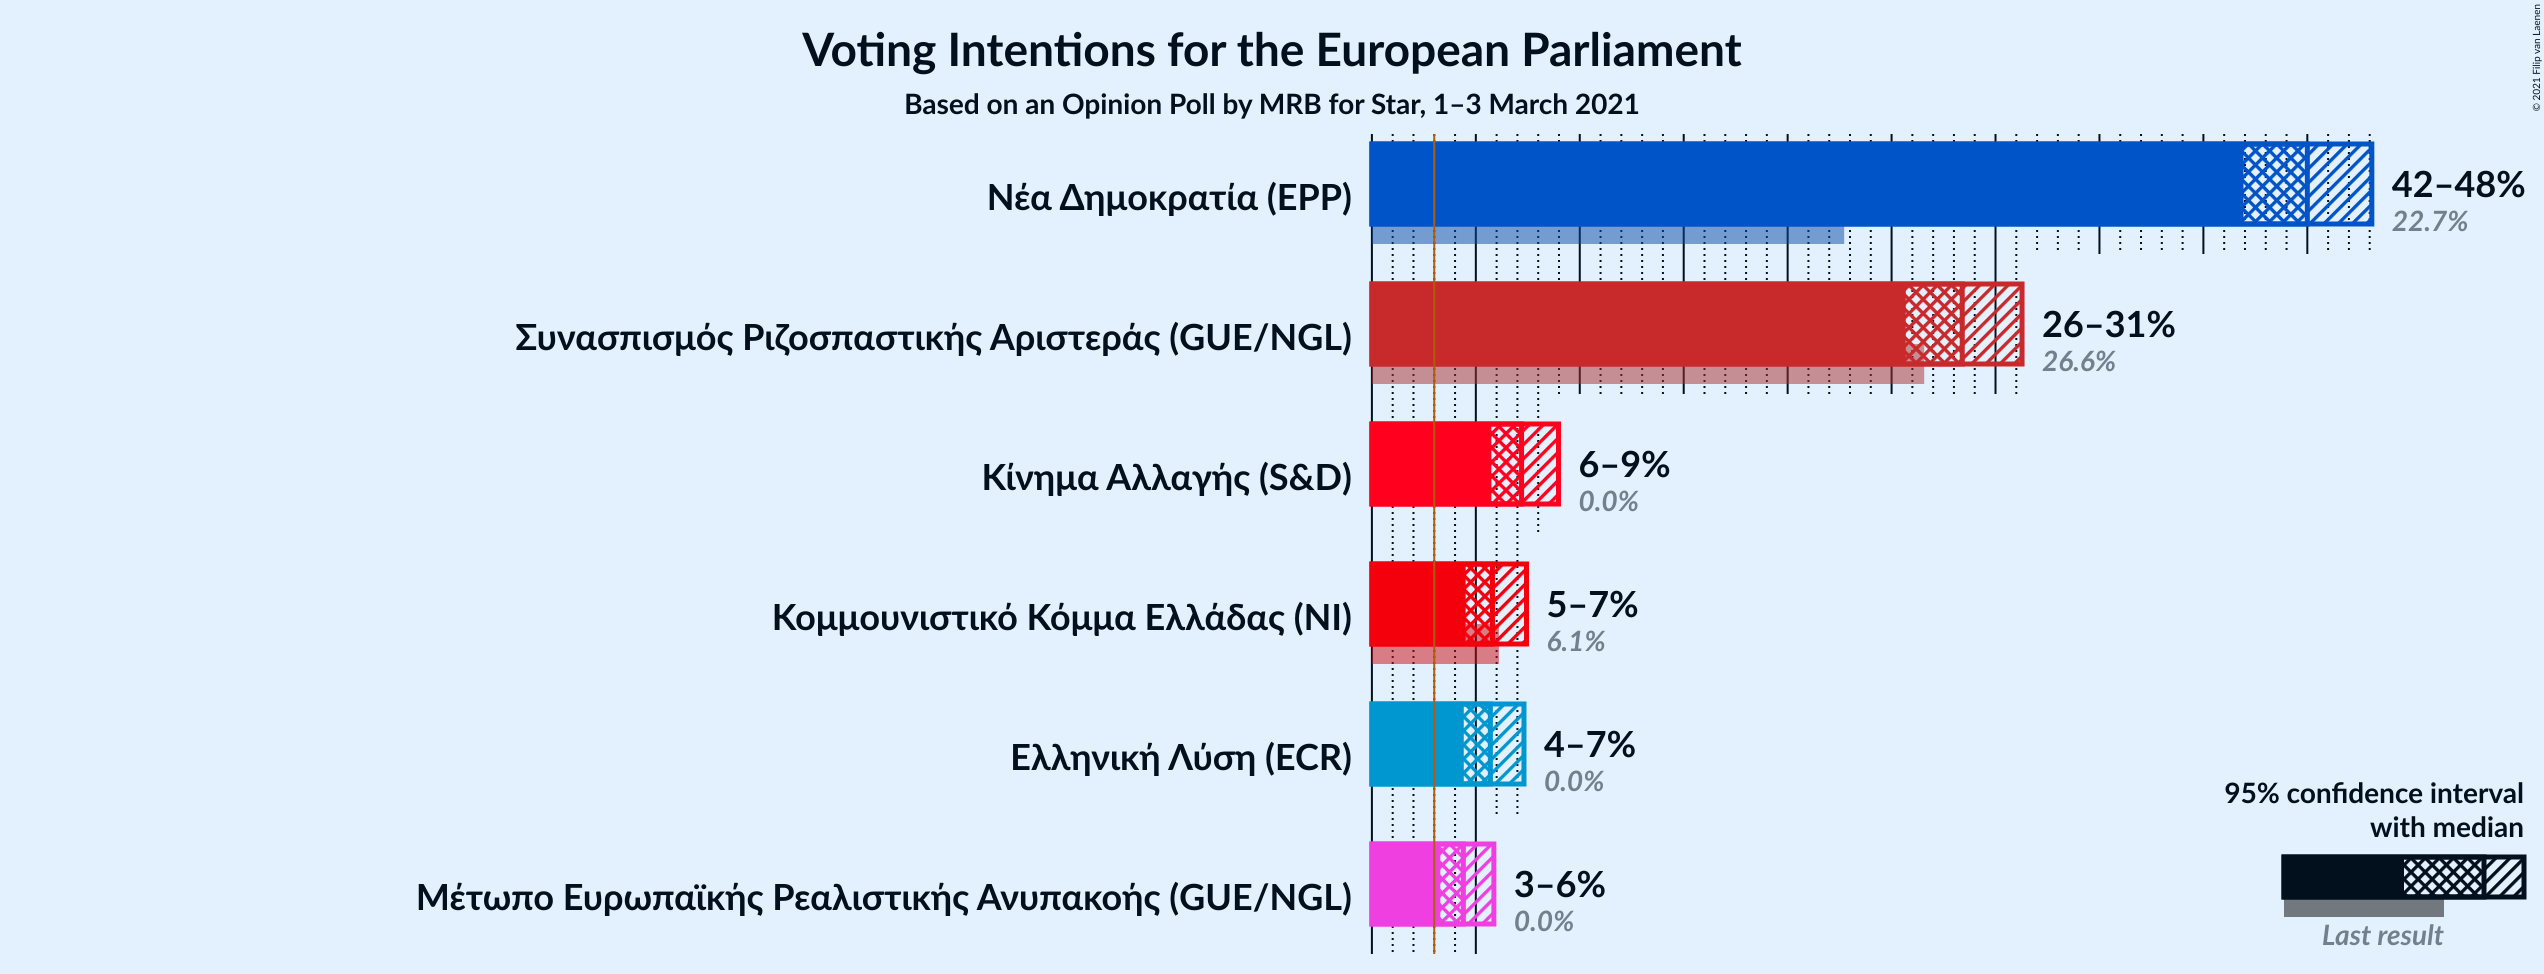 Voting Intentions for the European Parliament
Based on an Opinion Poll by MRB for Star, 1–3 March 2021
© 2021 Filip van Laenen
Νέα Δημοκρατία (EPP)
42–48%
22.7%
Συνασπισμός Ριζοσπαστικής Αριστεράς (GUE/NGL)
26–31%
26.6%
Κίνημα Αλλαγής (S&D)
6–9%
0.0%
Κομμουνιστικό Κόμμα Ελλάδας (NI)
5–7%
6.1%
Ελληνική Λύση (ECR)
4–7%
0.0%
Μέτωπο Ευρωπαϊκής Ρεαλιστικής Ανυπακοής (GUE/NGL)
3–6%
0.0%
95% confidence interval
with median
Last result